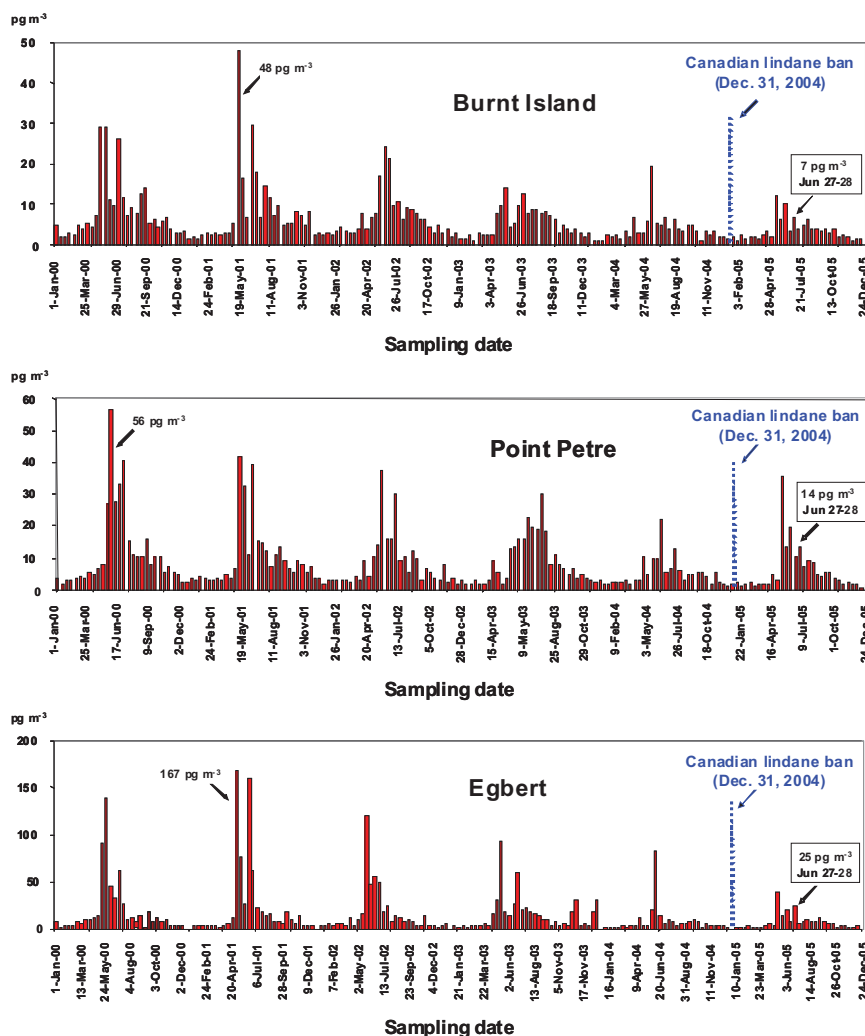 pg m-3
60
50
40
30
20
10
0
48 pg m-3
Burnt Island
Canadian lindane ban
(Dec. 31, 2004)
7 pg m-3
Jun 27-28
1-Jan-00
25-Mar-00
29-Jun-00
21-Sep-00
14-Dec-00
24-Feb-01
19-May-01
11-Aug-01
3-Nov-01
26-Jan-02
20-Apr-02
26-Jul-02
17-Oct-02
9-Jan-03
3-Apr-03
26-Jun-03
18-Sep-03
11-Dec-03
4-Mar-04
27-May-04
19-Aug-04
11-Nov-04
3-Feb-05
28-Apr-05
21-Jul-05
13-Oct-05
24-Dec-05
Sampling date
pg m-3
60
50
40
30
20
10
0
56 pg m-3
Point Petre
Canadian lindane ban
(Dec. 31, 2004)
14 pg m-3
Jun 27-28
1-Jan-00
25-Mar-00
17-Jun-00
9-Sep-00
2-Dec-00
24-Feb-01
19-May-01
11-Aug-01
3-Nov-01
26-Jan-02
20-Apr-02
13-Jul-02
5-Oct-02
28-Dec-02
15-Apr-03
8-May-03
25-Aug-03
29-Oct-03
9-Feb-04
3-May-04
26-Jul-04
18-Oct-04
22-Jan-05
16-Apr-05
9-Jul-05
1-Oct-05
24-Dec-05
Sampling date
pg m-3
200
150
100
50
0
167 pg m-3
Egbert
Canadian lindane ban
(Dec. 31, 2004)
25 pg m-3
Jun 27-28
1-Jan-00
13-Mar-00
24-May-00
4-Aug-00
3-Oct-00
2-Dec-00
24-Feb-01
20-Apr-01
6-Jul-01
28-Sep-01
9-Dec-01
7-Feb-02
2-May-02
13-Jul-02
23-Sep-02
4-Dec-02
21-Jan-03
22-Mar-03
2-Jun-03
13-Aug-03
5-Nov-03
17-Nov-03
16-Jan-04
9-Apr-04
20-Jun-04
31-Aug-04
11-Nov-04
10-Jan-05
23-Mar-05
3-Jun-05
14-Aug-05
26-Oct-05
24-Dec-05
Sampling date